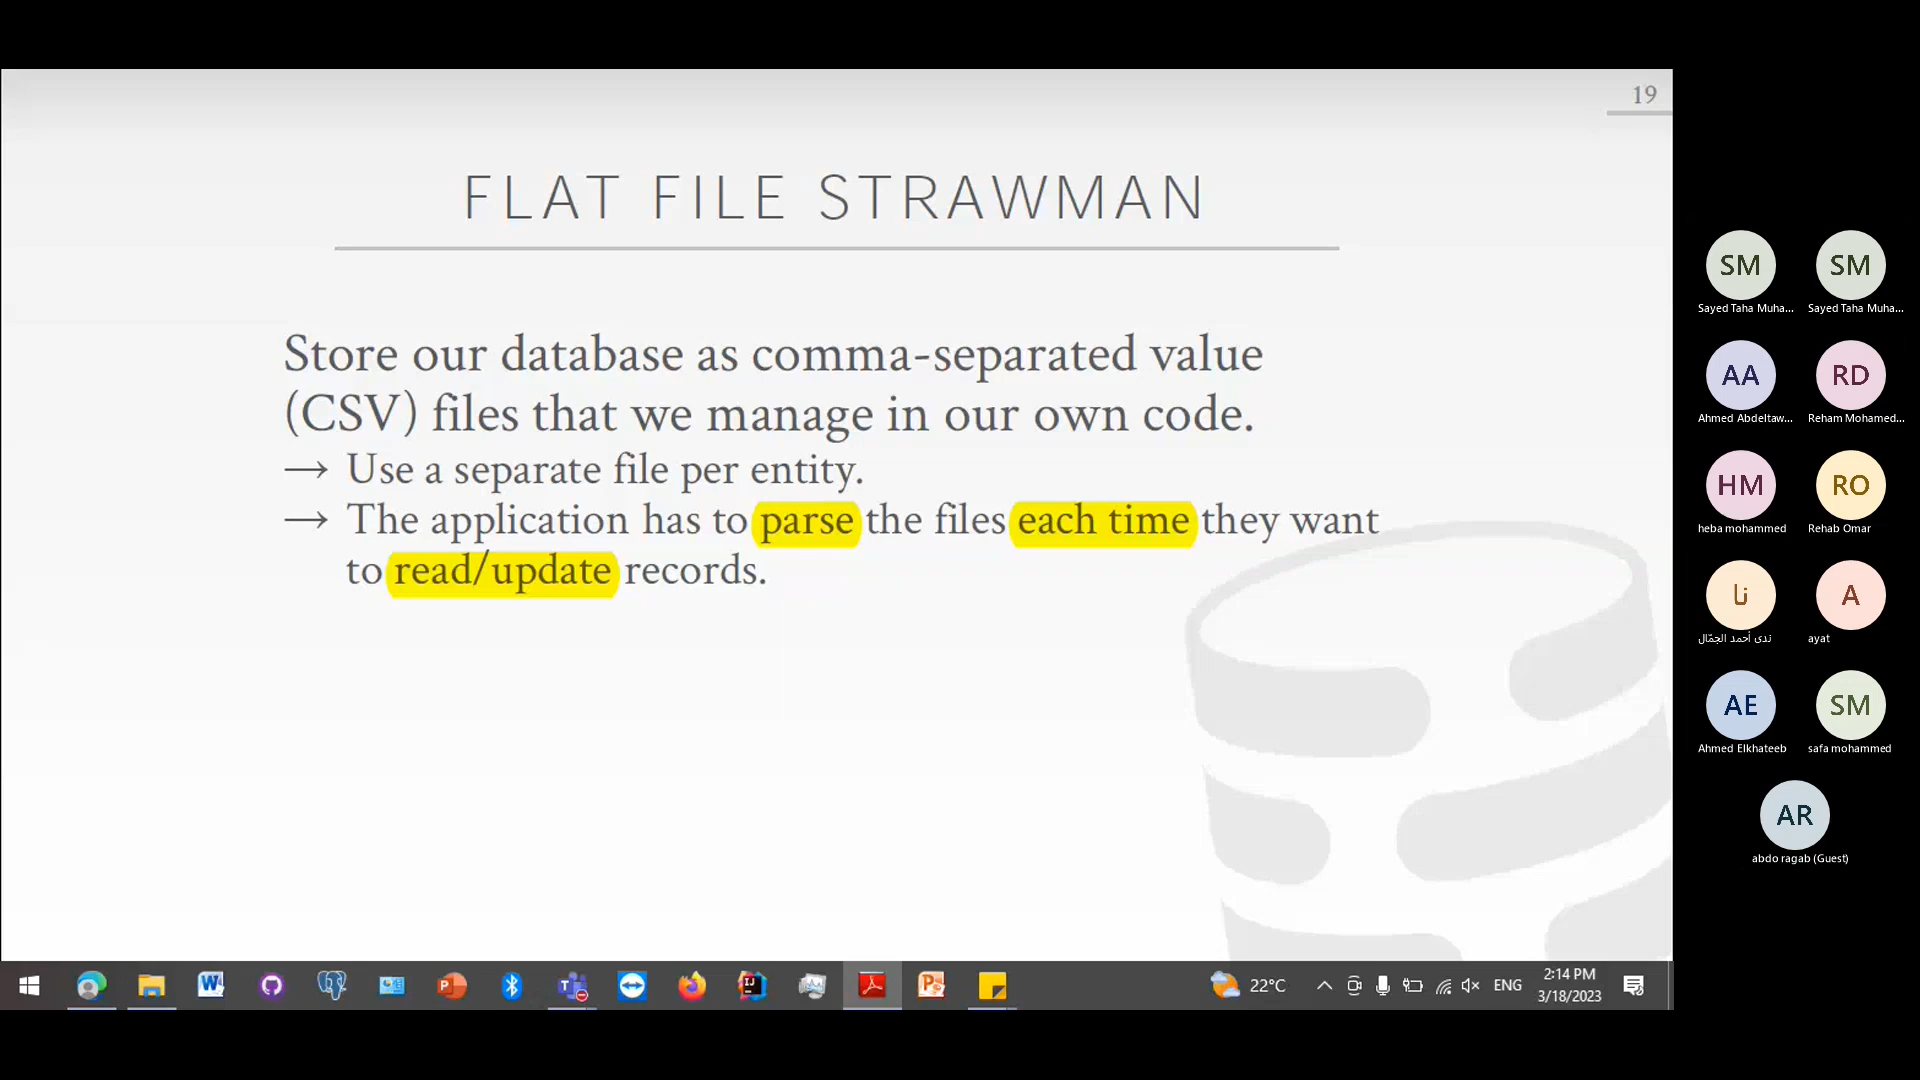 19
FLAT FILE STRAWMAN
Store our database as comma-separated value
(CSV) files that we manage in our own code.
→ Use a separate file per entity.
→ The application has to parse the files each time they want
to read/update records.
SM
SM
Sayed Taha Muha...
Sayed Taha Muha...
AA
RD
Ahmed Abdeltaw...
Reham Mohamed...
HM
RO
heba mohammed
Rehab Omar
نا
A
ندى أحمد الجمّال
ayat
AE
SM
Ahmed Elkhateeb
safa mohammed
AR
abdo ragab (Guest)
22°C
ENG
2:14 PM
3/18/2023